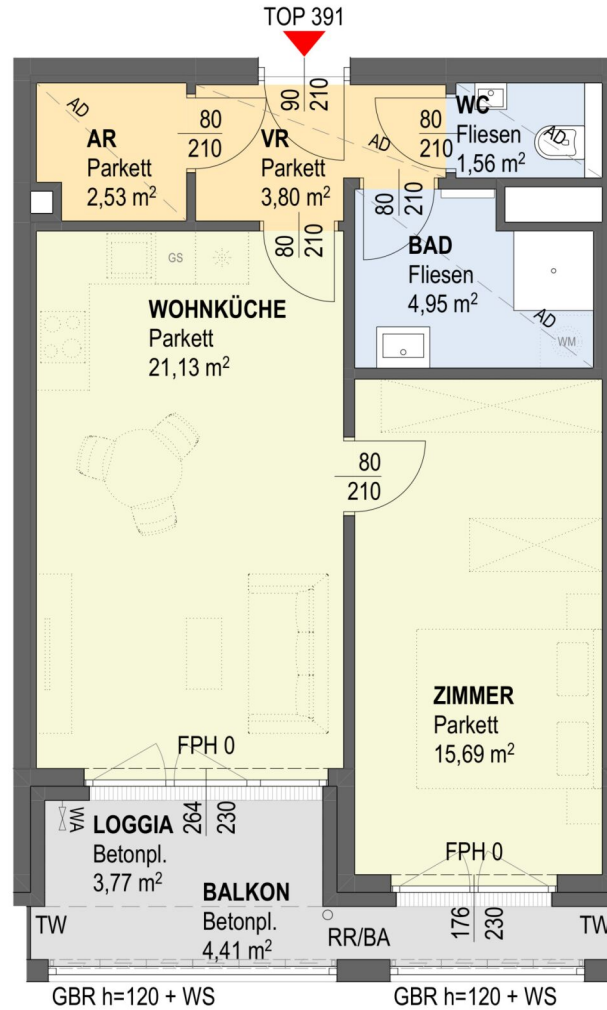 TOP 391
90
210
AD
AR
Parkett
2,53 m²
80
210
VR
Parkett
3,80 m²
AD
80
210
WC
Fliesen
1,56 m²
AD
80
210
80
210
BAD
Fliesen
4,95 m²
AD
WM
GS
WOHNKÜCHE
Parkett
21,13 m²
80
210
ZIMMER
Parkett
15,69 m²
FPH 0
264
230
WA
LOGGIA
Betonpl.
3,77 m²
FPH 0
176
230
BALKON
Betonpl.
4,41 m²
TW
RR/BA
TW
GBR h=120 + WS
GBR h=120 + WS